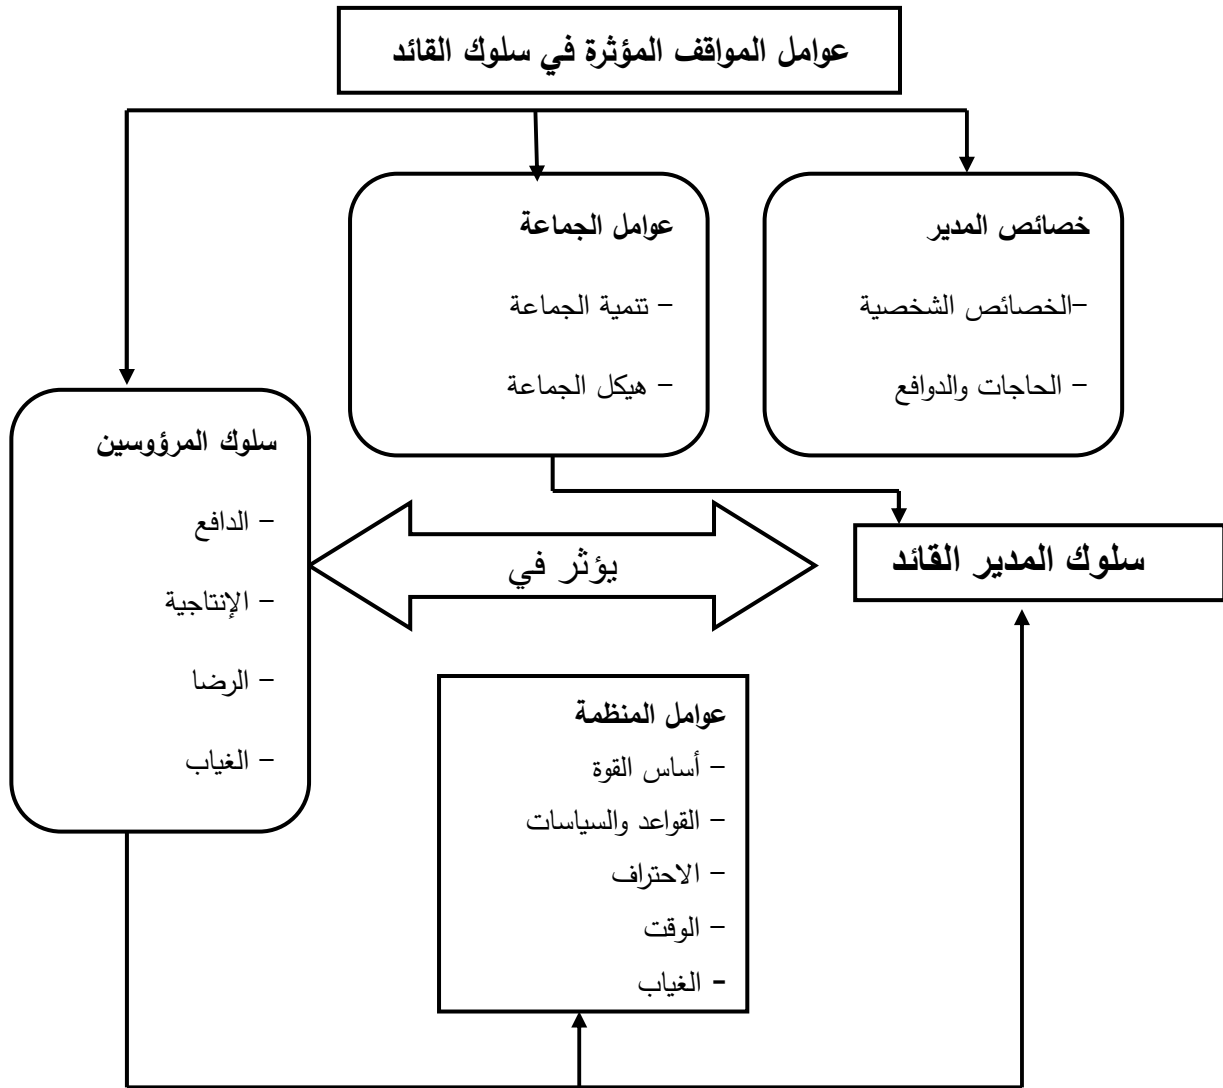 عوامل المواقف المؤثرة في سلوك القائد
خصائص المدير
-الخصائص الشخصية
- الحاجات والدوافع
عوامل الجماعة
- تنمية الجماعة
- هيكل الجماعة
سلوك المرؤوسين
- الدافع
- الإنتاجية
- الرضا
- الغياب
يؤثر في
سلوك المدير القائد
عوامل المنظمة
- أساس القوة
- القواعد والسياسات
- الاحتراف
- الوقت
- الغياب